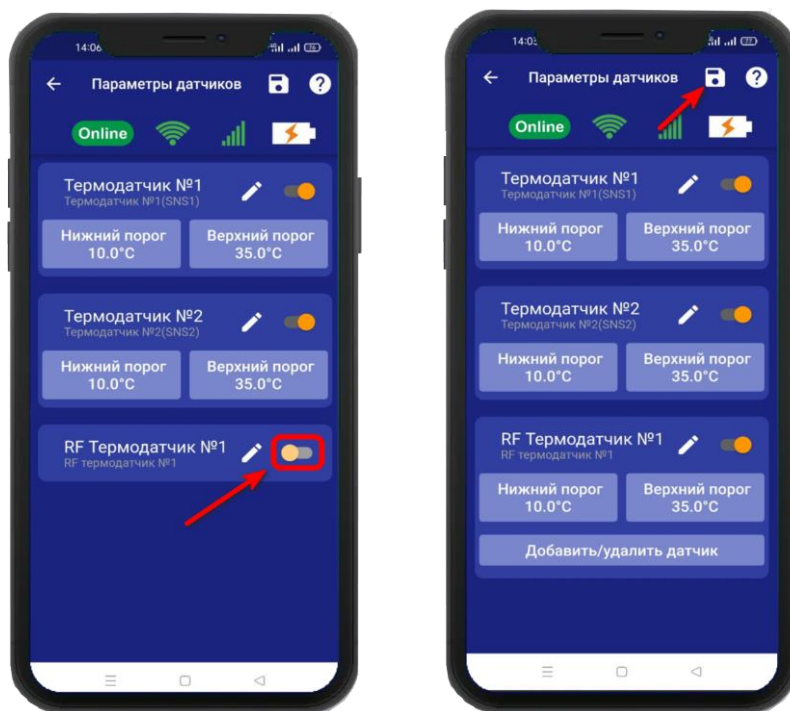 14:06
76
Параметры датчиков
?
Online
Термодатчик №1
Термодатчик №1(SNS1)
Нижний порог
10.0°C
Верхний порог
35.0°C
Термодатчик №2
Термодатчик №2(SNS2)
Нижний порог
10.0°C
Верхний порог
35.0°C
RF Термодатчик №1
RF термодатчик №1
14:0
77
Параметры датчиков
?
Online
Термодатчик №1
Термодатчик №1(SNS1)
Нижний порог
10.0°C
Верхний порог
35.0°C
Термодатчик №2
Термодатчик №2(SNS2)
Нижний порог
10.0°C
Верхний порог
35.0°C
RF Термодатчик №1
RF термодатчик №1
Нижний порог
10.0°C
Верхний порог
35.0°C
Добавить/удалить датчик